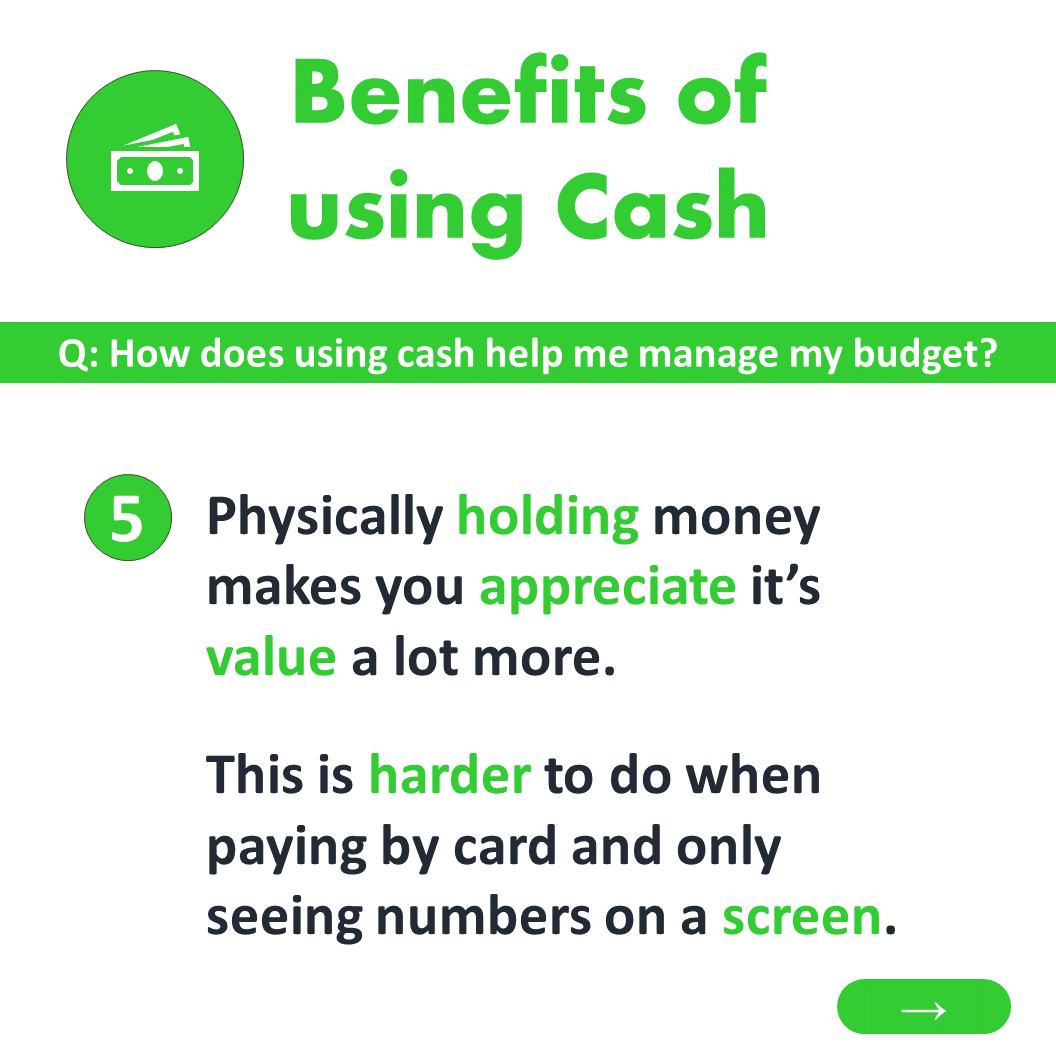 Benefits of
using Cash
Q: How does using cash help me manage my budget?
5
Physically holding money
makes you appreciate it’s
value a lot more.
This is harder to do when
paying by card and only
seeing numbers on a screen.
→